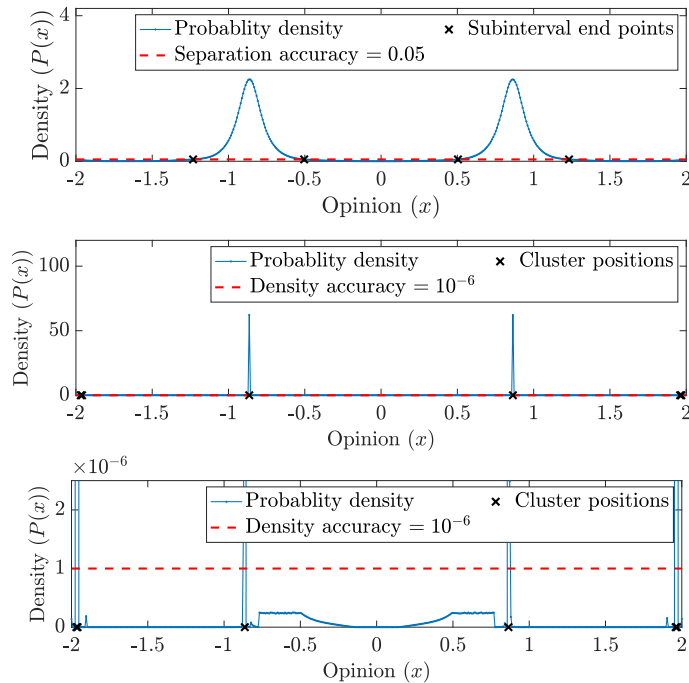 4
2
0
Density (P(x))
Probablity density
Subinterval end points
Separation accuracy = 0.05
-2 -1.5 -1 -0.5 0 0.5 1 1.5 2
Opinion (x)
100
50
0
Density (P(x))
Probablity density
Cluster positions
Density accuracy = 10^-6
-2 -1.5 -1 -0.5 0 0.5 1 1.5 2
Opinion (x)
×10^-6
2
1
0
Density (P(x))
Probablity density
Cluster positions
Density accuracy = 10^-6
-2 -1.5 -1 -0.5 0 0.5 1 1.5 2
Opinion (x)